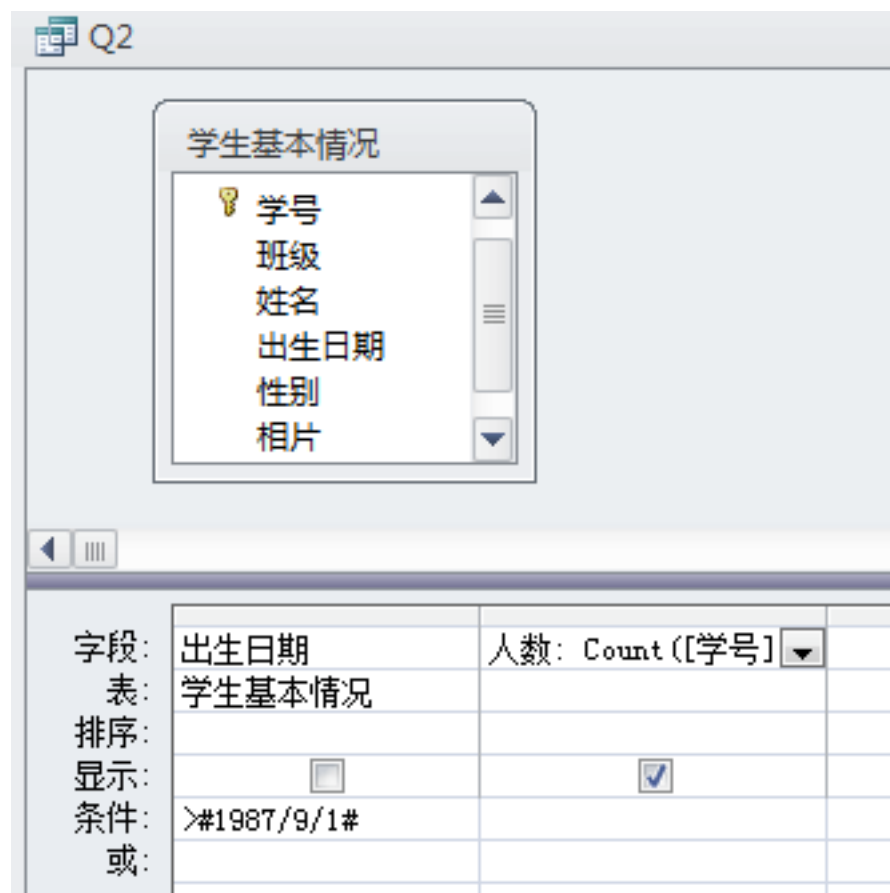 Q2
学生基本情况
学号
班级
姓名
出生日期
性别
相片
字段: 出生日期 人数: Count([学号]
表: 学生基本情况
排序:
显示:
条件: >#1987/9/1#
或: